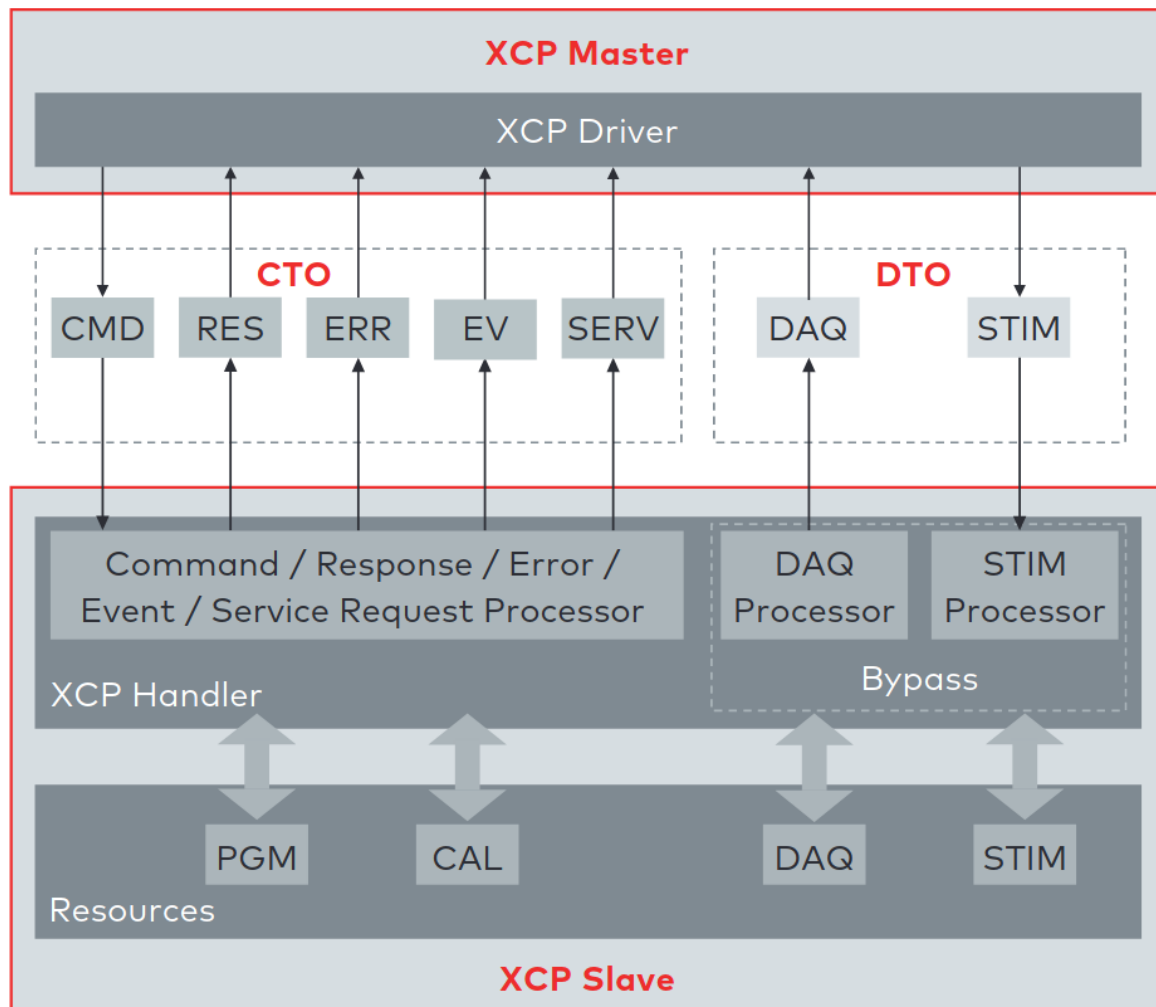 XCP Master
XCP Driver
CTO
DTO
CMD
RES
ERR
EV
SERV
DAQ
STIM
Command / Response / Error /
Event / Service Request Processor
DAQ
Processor
STIM
Processor
XCP Handler
Bypass
PGM
CAL
DAQ
STIM
Resources
XCP Slave